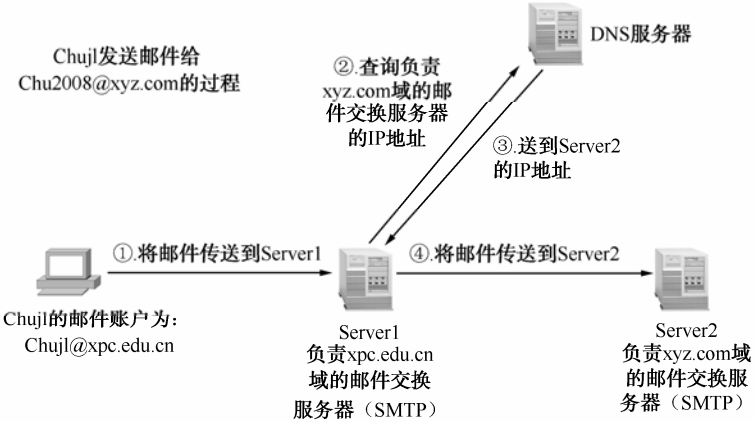 Chujl发送邮件给
Chu2008@xyz.com的过程
DNS服务器
②.查询负责
xyz.com域的邮
件交换服务器
的IP地址
③.送到Server2
的IP地址
①.将邮件传送到Server1
④.将邮件传送到Server2
Chujl的邮件账户为：
Chujl@xpc.edu.cn
Server1
负责xpc.edu.cn
域的邮件交换
服务器（SMTP）
Server2
负责xyz.com域
的邮件交换服
务器（SMTP）